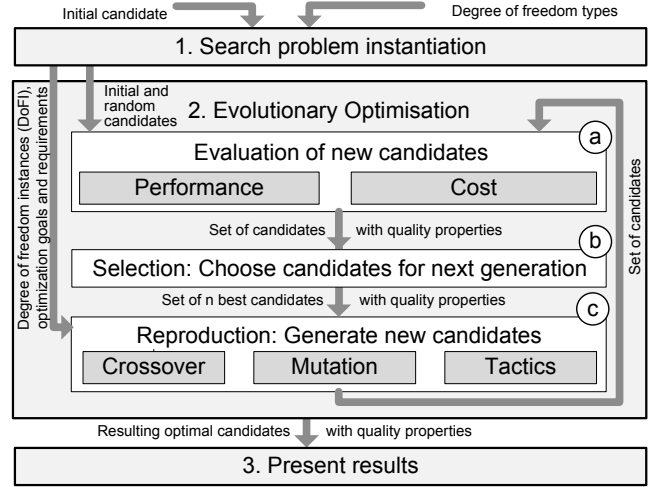 Initial candidate
Degree of freedom types
1. Search problem instantiation
Degree of freedom instances (DoFI),
optimization goals and requirements
Initial and
random
candidates
2. Evolutionary Optimisation
a
Evaluation of new candidates
Performance
Cost
Set of candidates
Set of candidates with quality properties
b
Selection: Choose candidates for next generation
Set of n best candidates with quality properties
c
Reproduction: Generate new candidates
Crossover
Mutation
Tactics
Resulting optimal candidates with quality properties
3. Present results